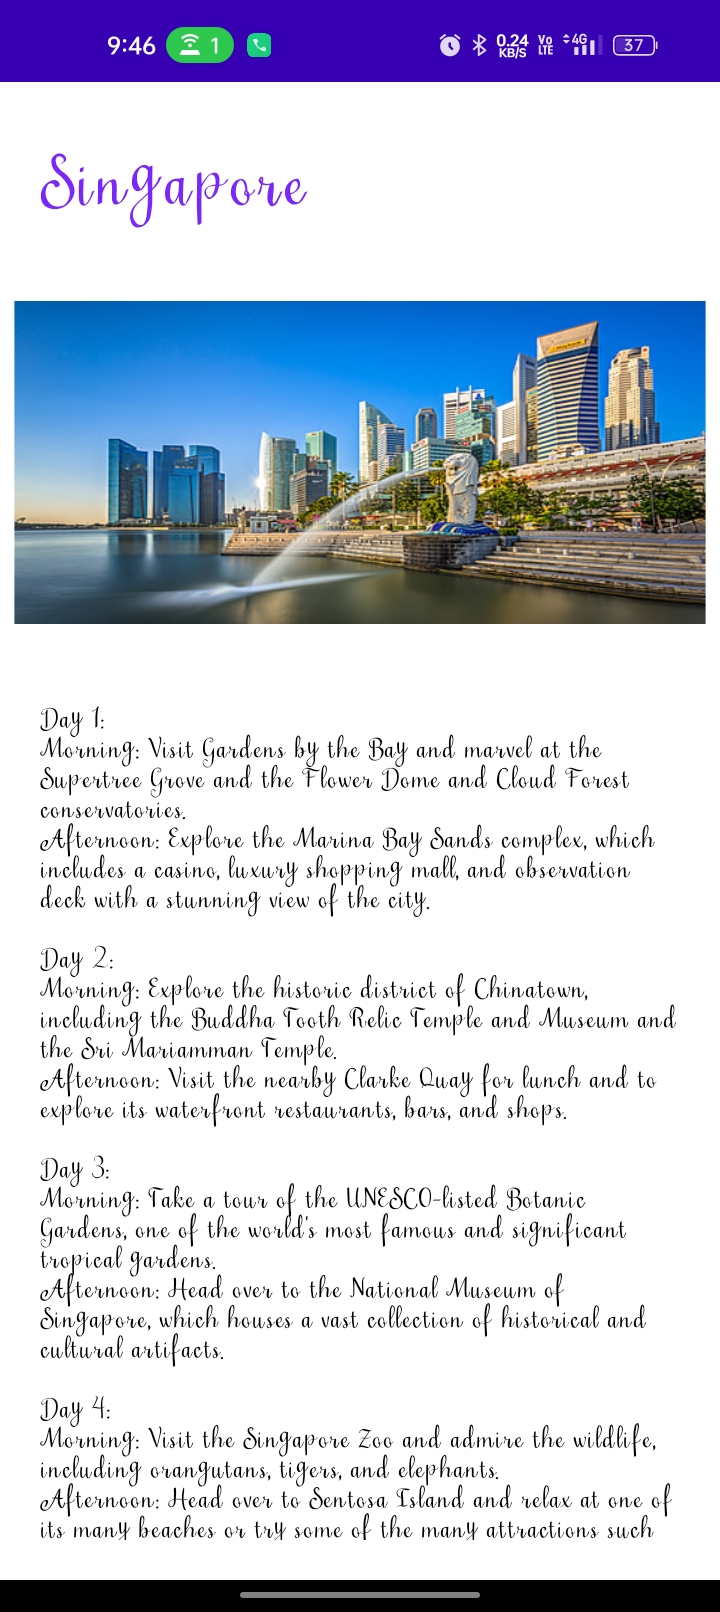 9:46 1 0.24 KB/S Vo LTE 4G 37
Singapore
Day 1:
Morning: Visit Gardens by the Bay and marvel at the
Supertree Grove and the Flower Dome and Cloud Forest
conservatories.
Afternoon: Explore the Marina Bay Sands complex, which
includes a casino, luxury shopping mall, and observation
deck with a stunning view of the city.
Day 2:
Morning: Explore the historic district of Chinatown,
including the Buddha Tooth Relic Temple and Museum and
the Sri Mariamman Temple.
Afternoon: Visit the nearby Clarke Quay for lunch and to
explore its waterfront restaurants, bars, and shops.
Day 3:
Morning: Take a tour of the UNESCO-listed Botanic
Gardens, one of the world's most famous and significant
tropical gardens.
Afternoon: Head over to the National Museum of
Singapore, which houses a vast collection of historical and
cultural artifacts.
Day 4:
Morning: Visit the Singapore Zoo and admire the wildlife,
including orangutans, tigers, and elephants.
Afternoon: Head over to Sentosa Island and relax at one of
its many beaches or try some of the many attractions such